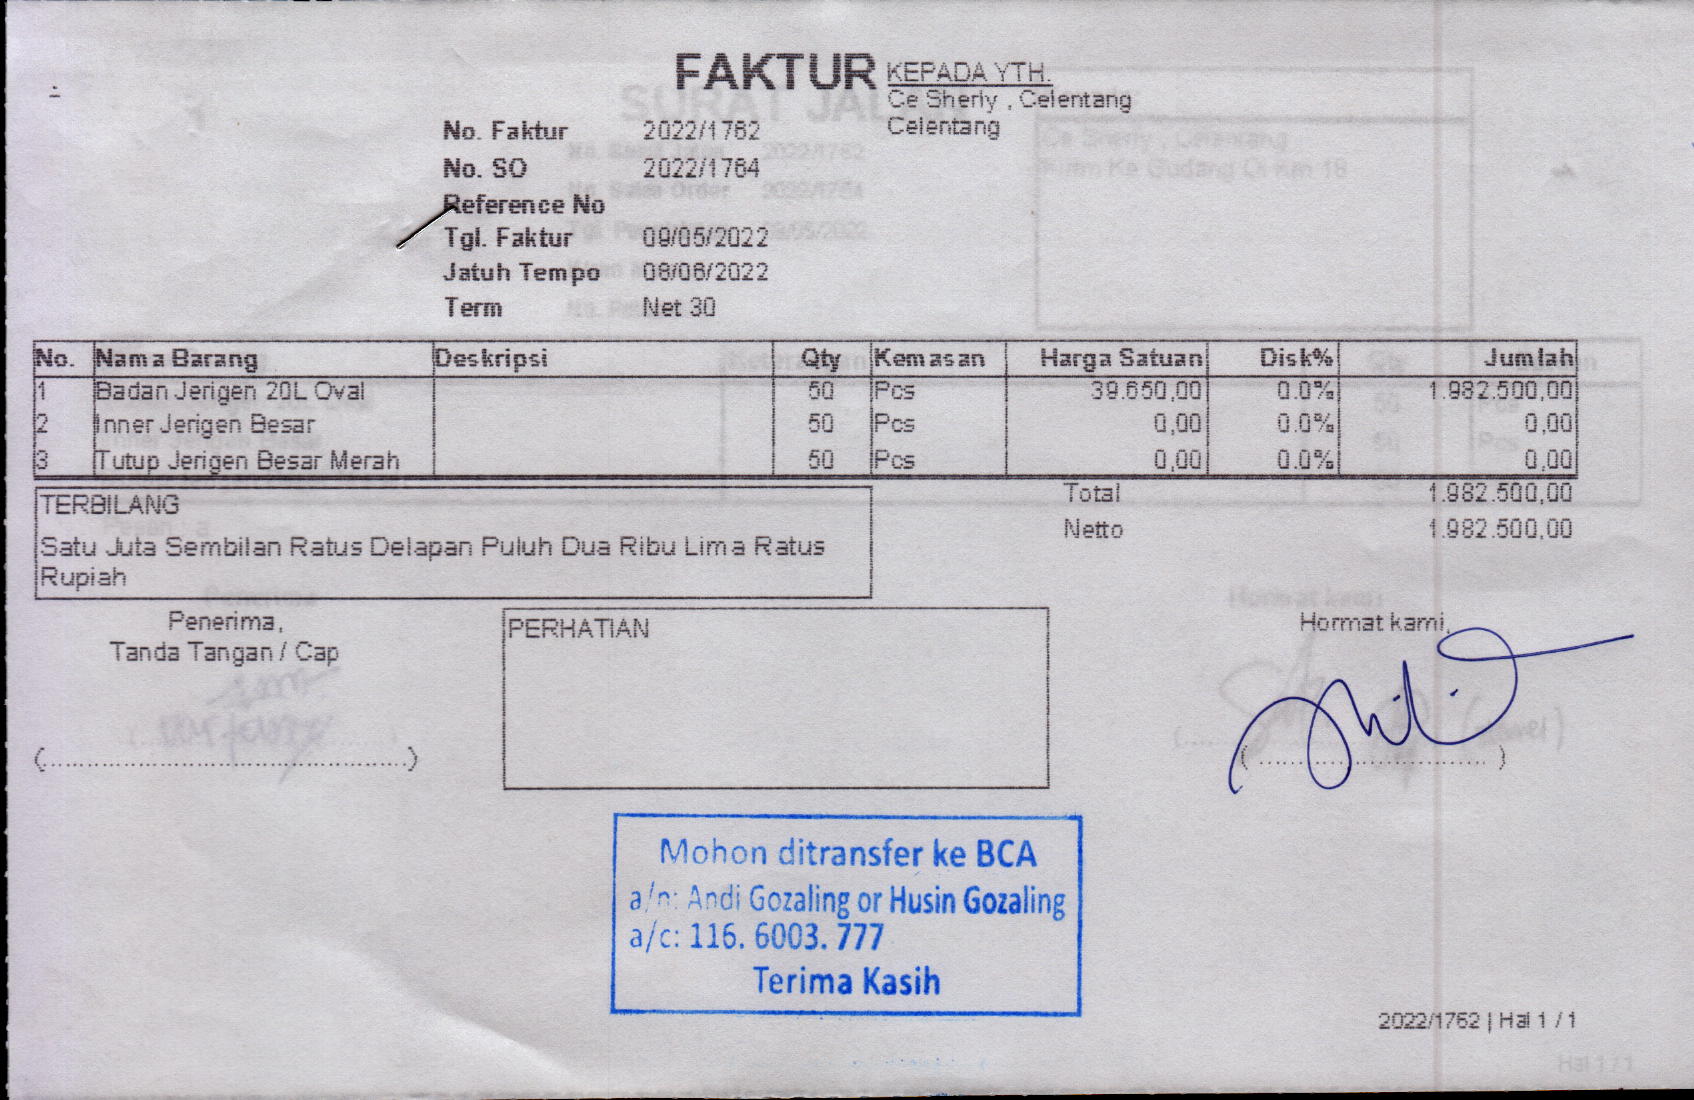 FAKTUR
KEPADA YTH.
Ce Sherly , Celentang
Celentang
No. Faktur 2022/1762
No. SO 2022/1764
Reference No
Tgl. Faktur 09/05/2022
Jatuh Tempo 08/06/2022
Term Net 30
No. Nama Barang Deskripsi Qty Kemasan Harga Satuan Disk% Jumlah
1 Badan Jerigen 20L Oval 50 Pcs 39.650,00 0.0% 1.982.500,00
2 Inner Jerigen Besar 50 Pcs 0,00 0.0% 0,00
3 Tutup Jerigen Besar Merah 50 Pcs 0,00 0.0% 0,00
Total 1.982.500,00
Netto 1.982.500,00
TERBILANG
Satu Juta Sembilan Ratus Delapan Puluh Dua Ribu Lima Ratus
Rupiah
Penerima,
Tanda Tangan / Cap
(..........................................)
PERHATIAN
Hormat kami,
(..........................)
Mohon ditransfer ke BCA
a/n: Andi Gozaling or Husin Gozaling
a/c: 116. 6003. 777
Terima Kasih
2022/1762 | Hal 1 / 1